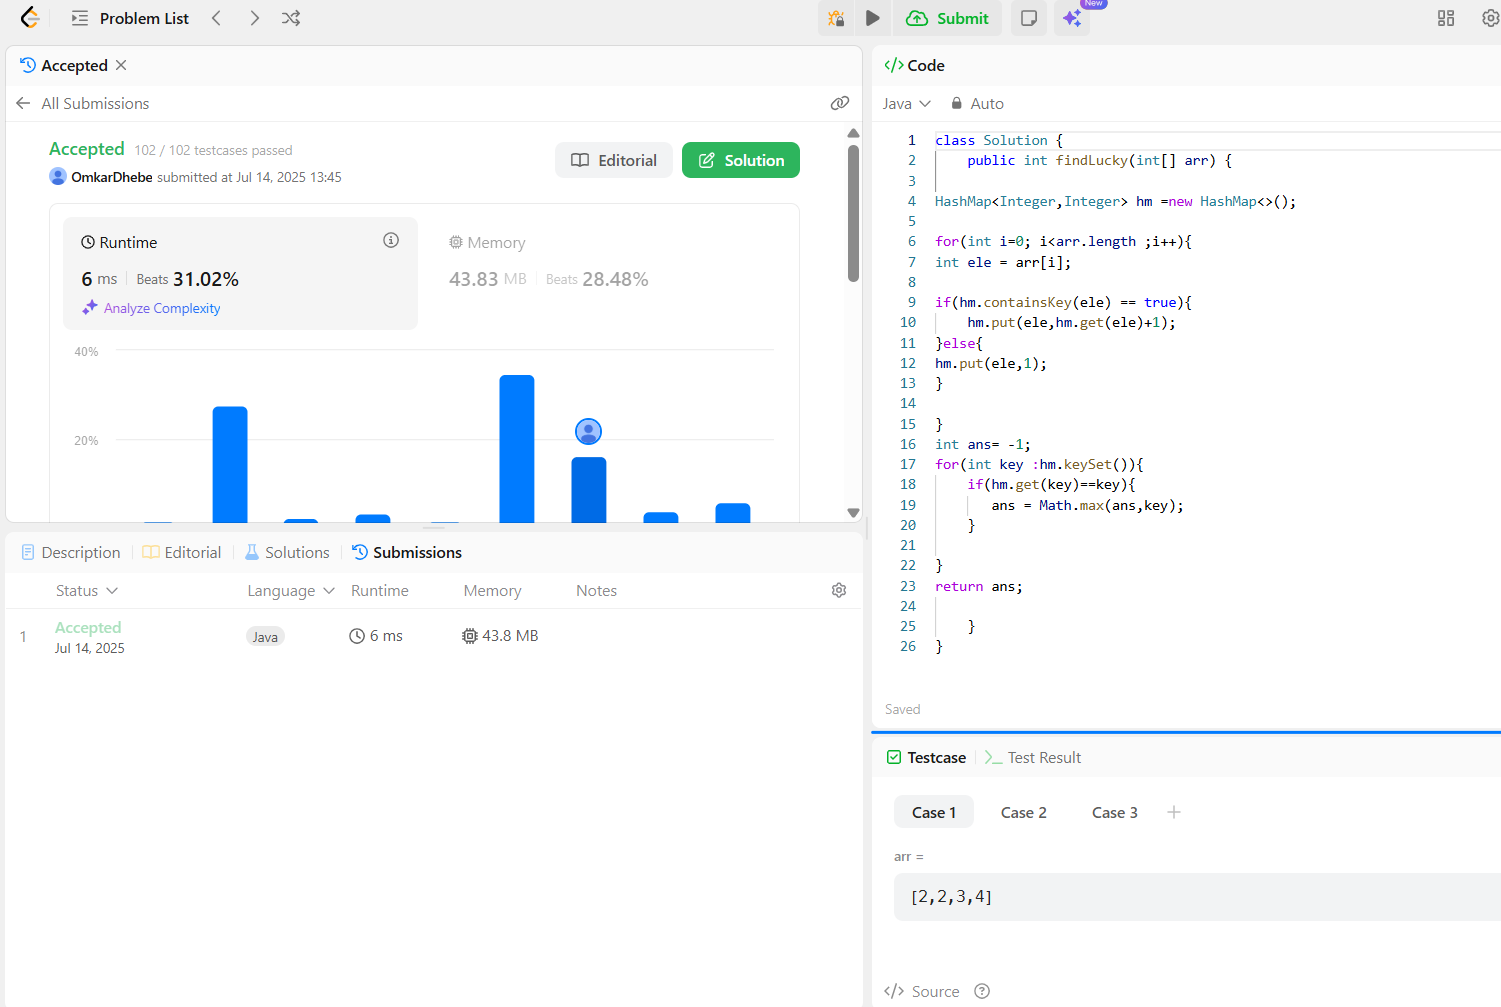 Problem List
Submit
New
Accepted
All Submissions
Accepted 102 / 102 testcases passed
OmkarDhebe submitted at Jul 14, 2025 13:45
Editorial
Solution
Runtime
6 ms Beats 31.02%
Analyze Complexity
Memory
43.83 MB Beats 28.48%
40%
20%
Description Editorial Solutions Submissions
Status Language Runtime Memory Notes
1 Accepted Java 6 ms 43.8 MB
Jul 14, 2025
</> Code
Java Auto
1 class Solution {
2     public int findLucky(int[] arr) {
3
4 HashMap<Integer,Integer> hm =new HashMap<>();
5
6 for(int i=0; i<arr.length ;i++){
7 int ele = arr[i];
8
9 if(hm.containsKey(ele) == true){
10     hm.put(ele,hm.get(ele)+1);
11 }else{
12 hm.put(ele,1);
13 }
14
15 }
16 int ans= -1;
17 for(int key :hm.keySet()){
18     if(hm.get(key)==key){
19        ans = Math.max(ans,key);
20     }
21
22 }
23 return ans;
24
25     }
26 }
Saved
Testcase >_ Test Result
Case 1 Case 2 Case 3 +
arr =
[2,2,3,4]
</> Source ?